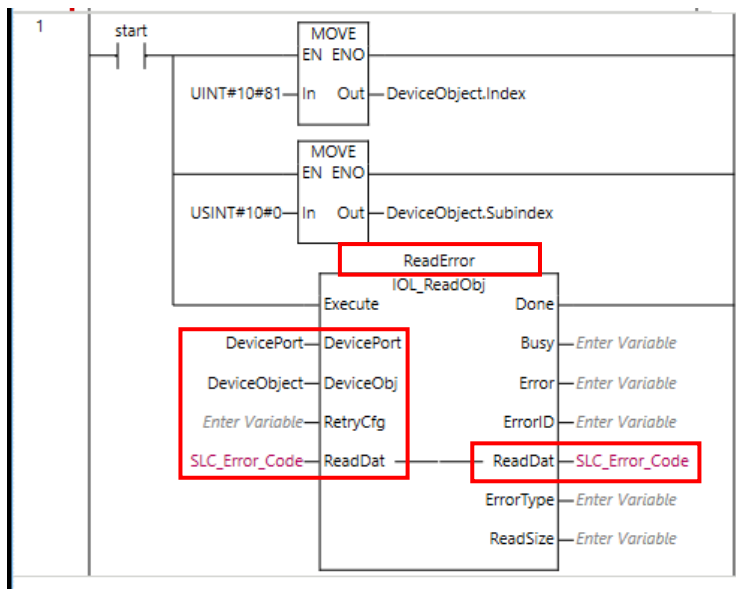 1
start
MOVE
EN ENO
UINT#10#81 In Out DeviceObject.Index
MOVE
EN ENO
USINT#10#0 In Out DeviceObject.Subindex
ReadError
IOL_ReadObj
Execute Done
DevicePort DevicePort Busy Enter Variable
DeviceObject DeviceObj Error Enter Variable
Enter Variable RetryCfg ErrorID Enter Variable
SLC_Error_Code ReadDat ReadDat SLC_Error_Code
ErrorType Enter Variable
ReadSize Enter Variable